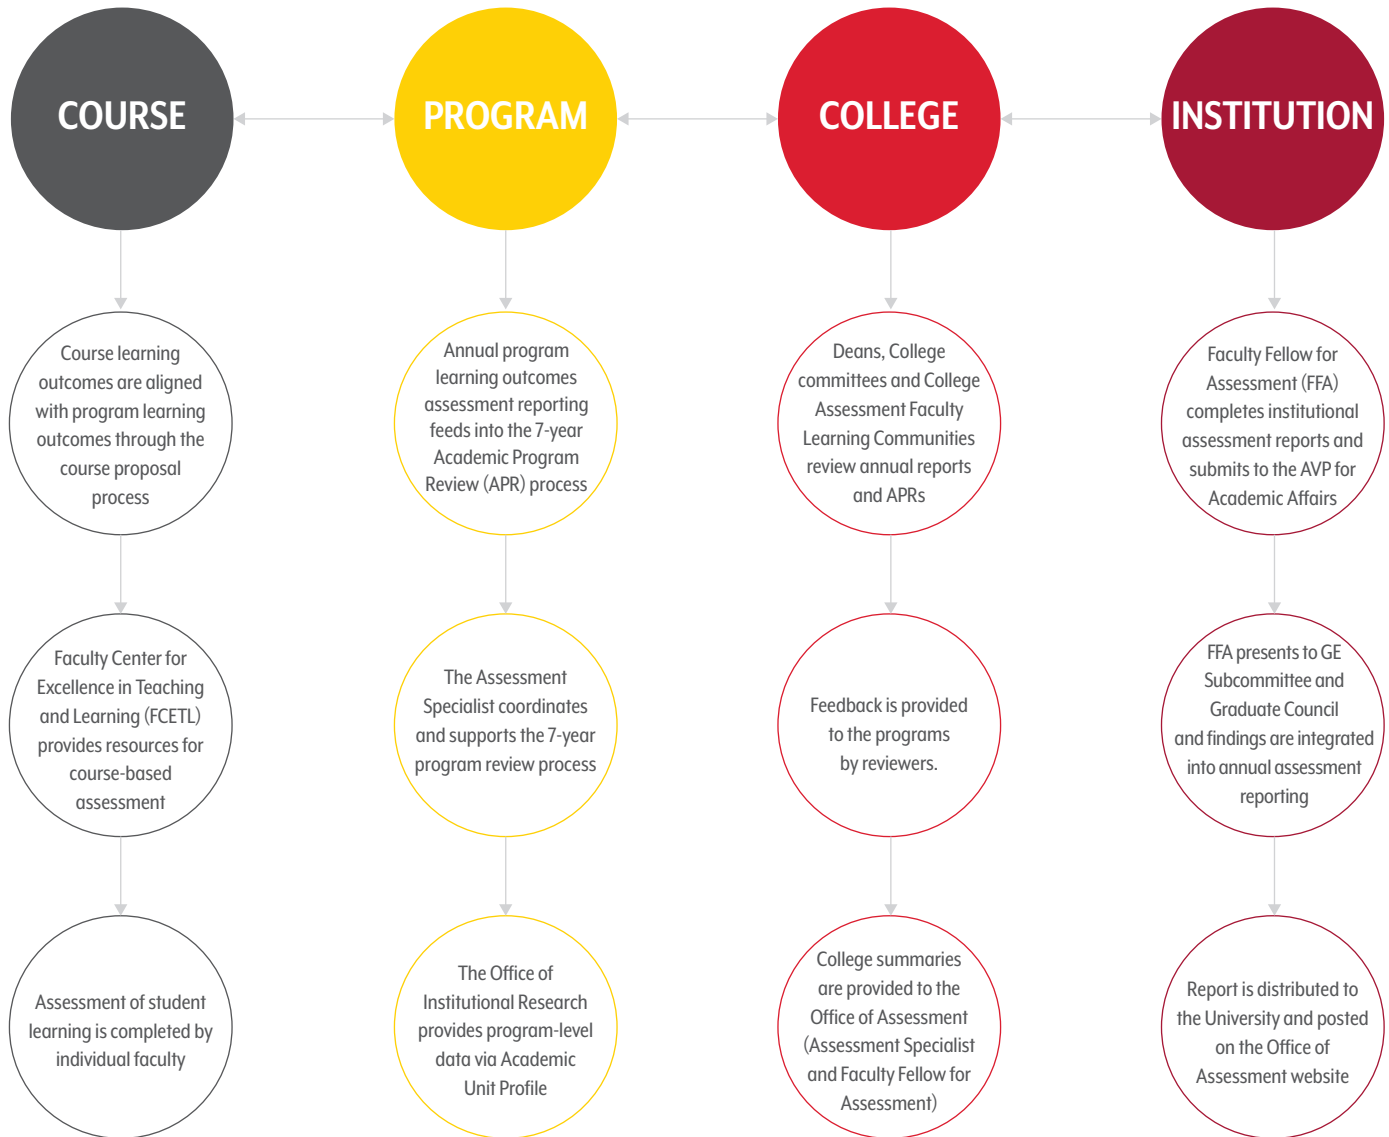 COURSE
PROGRAM
COLLEGE
INSTITUTION
Course learning
outcomes are aligned
with program learning
outcomes through the
course proposal
process
Annual program
learning outcomes
assessment reporting
feeds into the 7-year
Academic Program
Review (APR) process
Deans, College
committees and College
Assessment Faculty
Learning Communities
review annual reports
and APRs
Faculty Fellow for
Assessment (FFA)
completes institutional
assessment reports and
submits to the AVP for
Academic Affairs
Faculty Center for
Excellence in Teaching
and Learning (FCETL)
provides resources for
course-based
assessment
The Assessment
Specialist coordinates
and supports the 7-year
program review process
Feedback is provided
to the programs
by reviewers.
FFA presents to GE
Subcommittee and
Graduate Council
and findings are integrated
into annual assessment
reporting
Assessment of student
learning is completed by
individual faculty
The Office of
Institutional Research
provides program-level
data via Academic
Unit Profile
College summaries
are provided to the
Office of Assessment
(Assessment Specialist
and Faculty Fellow for
Assessment)
Report is distributed to
the University and posted
on the Office of
Assessment website